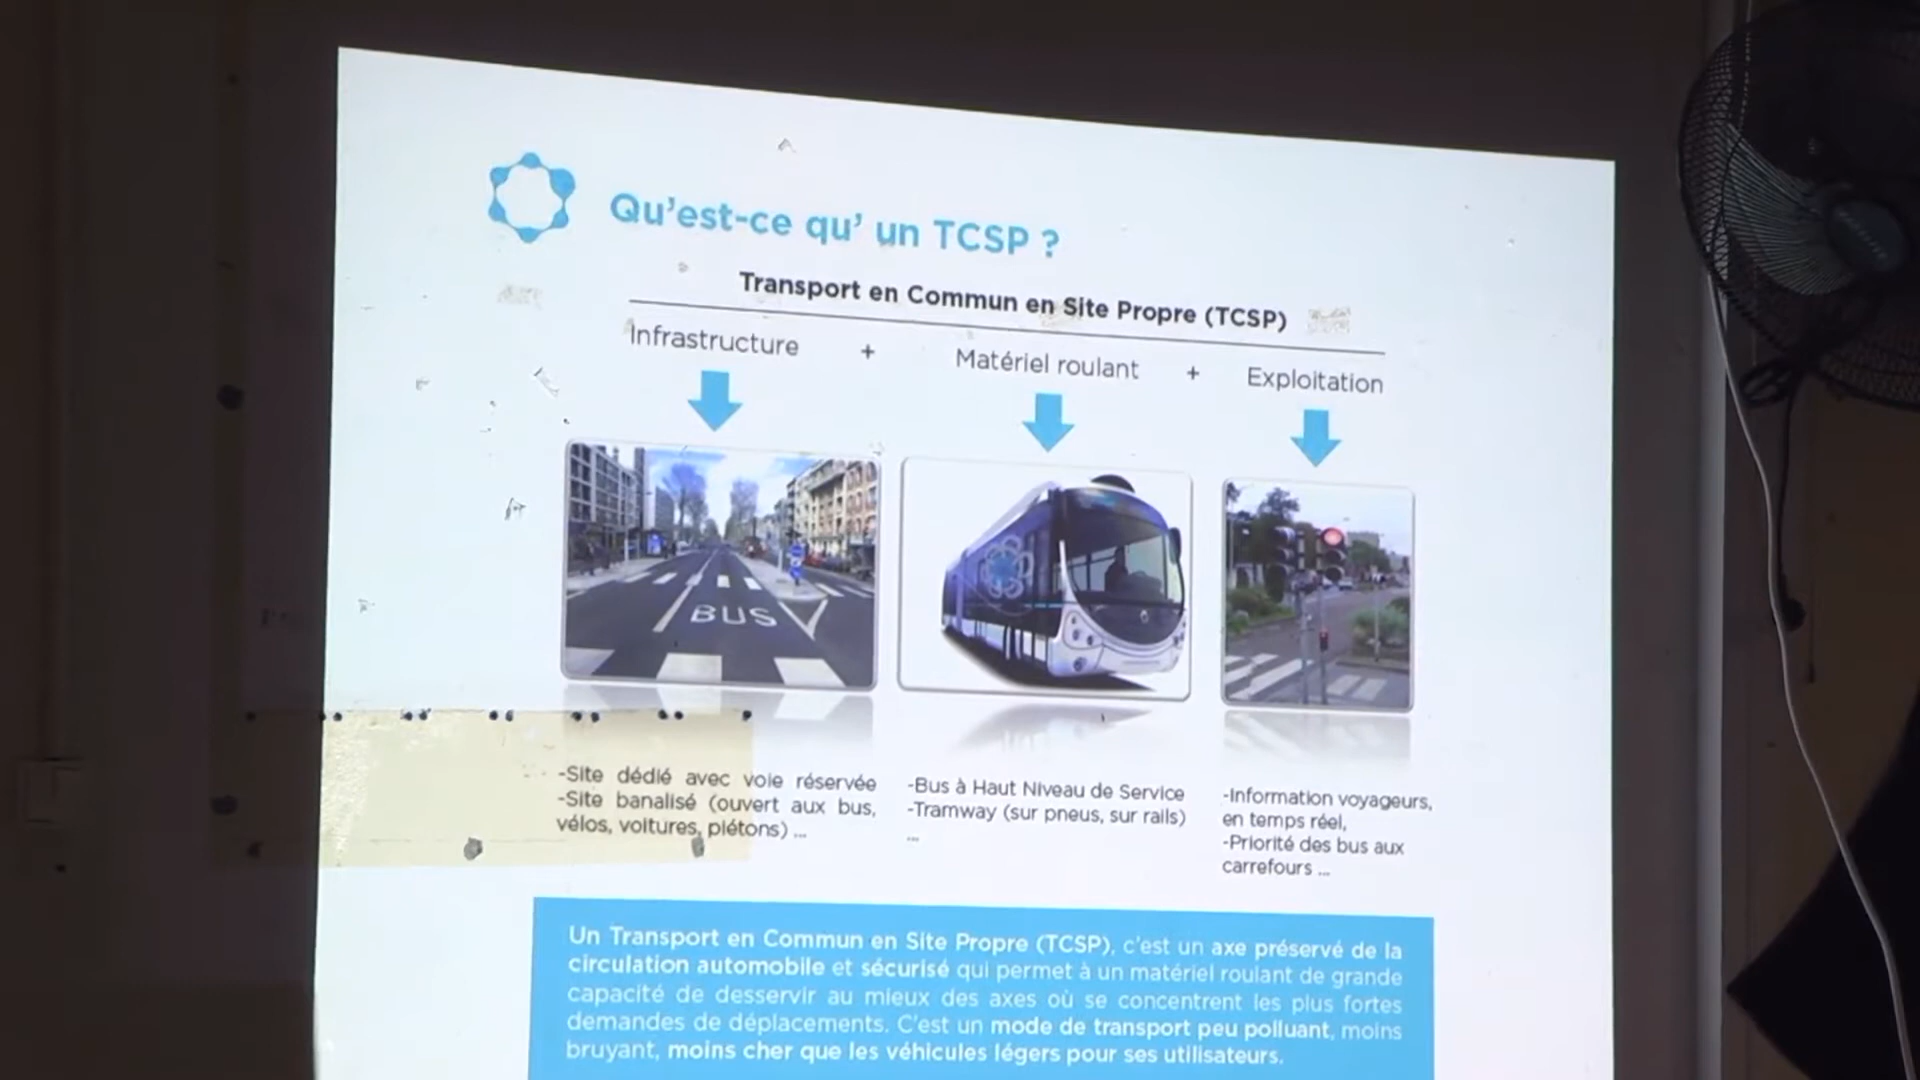 Qu'est-ce qu' un TCSP ?
Transport en Commun en Site Propre (TCSP)
Infrastructure + Matériel roulant + Exploitation
BUS
-Site dédié avec voie réservée
-Site banalisé (ouvert aux bus,
vélos, voitures, piétons) ...
-Bus à Haut Niveau de Service
-Tramway (sur pneus, sur rails)
...
-Information voyageurs,
en temps réel,
-Priorité des bus aux
carrefours ...
Un Transport en Commun en Site Propre (TCSP), c'est un axe préservé de la
circulation automobile et sécurisé qui permet à un matériel roulant de grande
capacité de desservir au mieux des axes où se concentrent les plus fortes
demandes de déplacements. C'est un mode de transport peu polluant, moins
bruyant, moins cher que les véhicules légers pour ses utilisateurs.